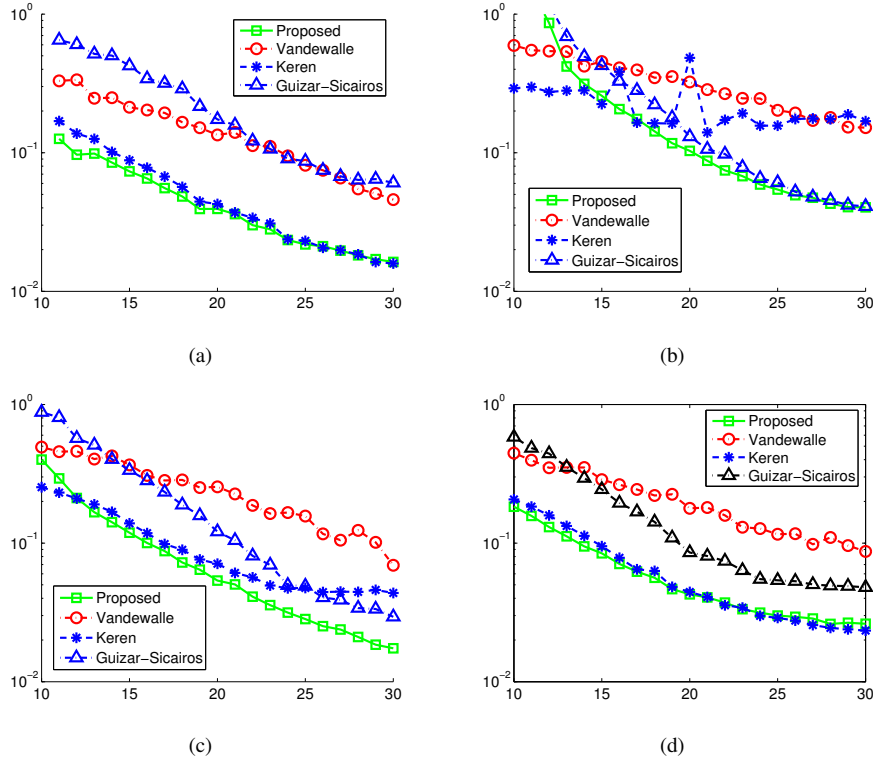 10^0
10^−1
10^−2
10 15 20 25 30
Proposed
Vandewalle
Keren
Guizar−Sicairos
(a)
10^0
10^−1
10^−2
10 15 20 25 30
Proposed
Vandewalle
Keren
Guizar−Sicairos
(b)
10^0
10^−1
10^−2
10 15 20 25 30
Proposed
Vandewalle
Keren
Guizar−Sicairos
(c)
10^0
10^−1
10^−2
10 15 20 25 30
Proposed
Vandewalle
Keren
Guizar−Sicairos
(d)